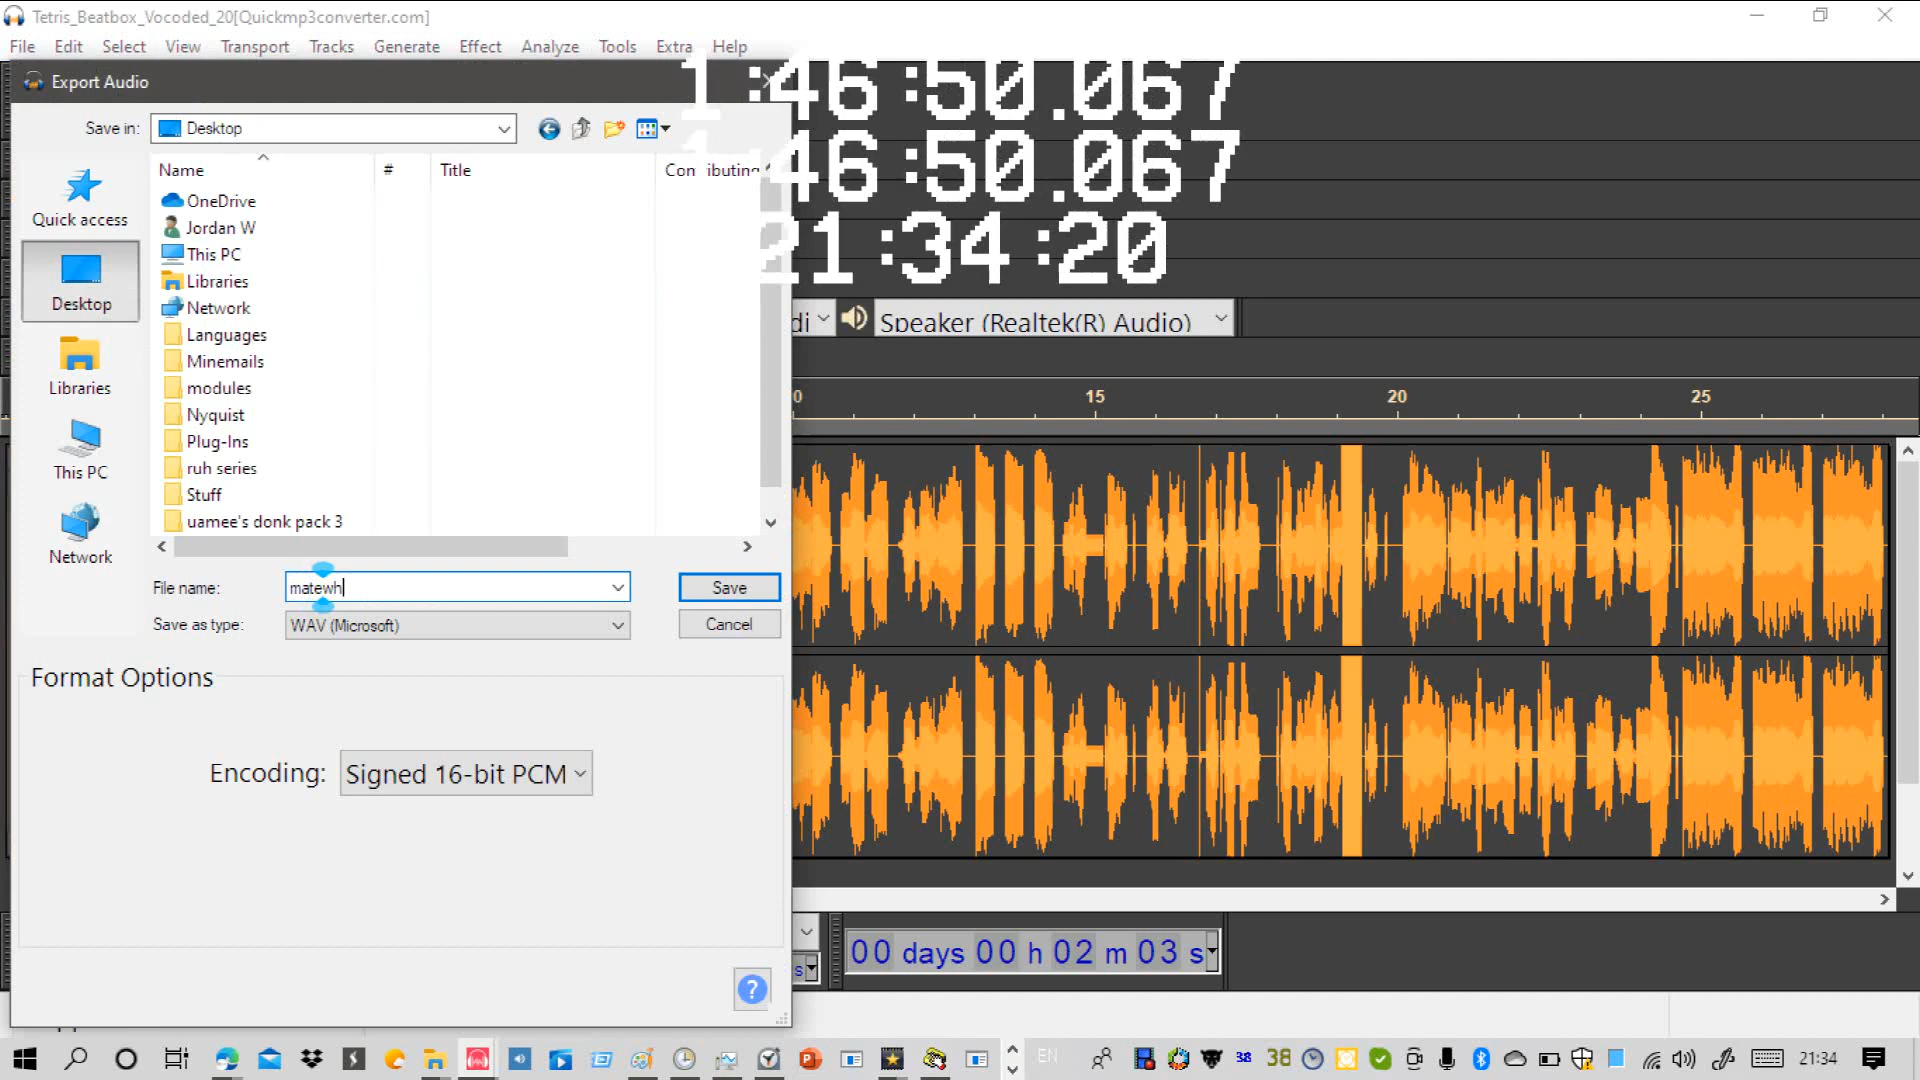 Tetris_Beatbox_Vocoded_20[Quickmp3converter.com]
File Edit Select View Transport Tracks Generate Effect Analyze Tools Extra Help
Export Audio
1:46:50.067
Save in: Desktop
46:50.067
Name # Title Contributing
OneDrive
Jordan W
This PC
Libraries
Network
Languages
Minemails
modules
Nyquist
Plug-Ins
ruh series
Stuff
uamee's donk pack 3
Quick access
Desktop
Libraries
This PC
Network
21:34:20
Speaker (Realtek(R) Audio)
15 20 25
File name: matewh Save
Save as type: WAV (Microsoft) Cancel
Format Options
Encoding: Signed 16-bit PCM
00 days 00 h 02 m 03 s
s
?
EN 38 38 21:34